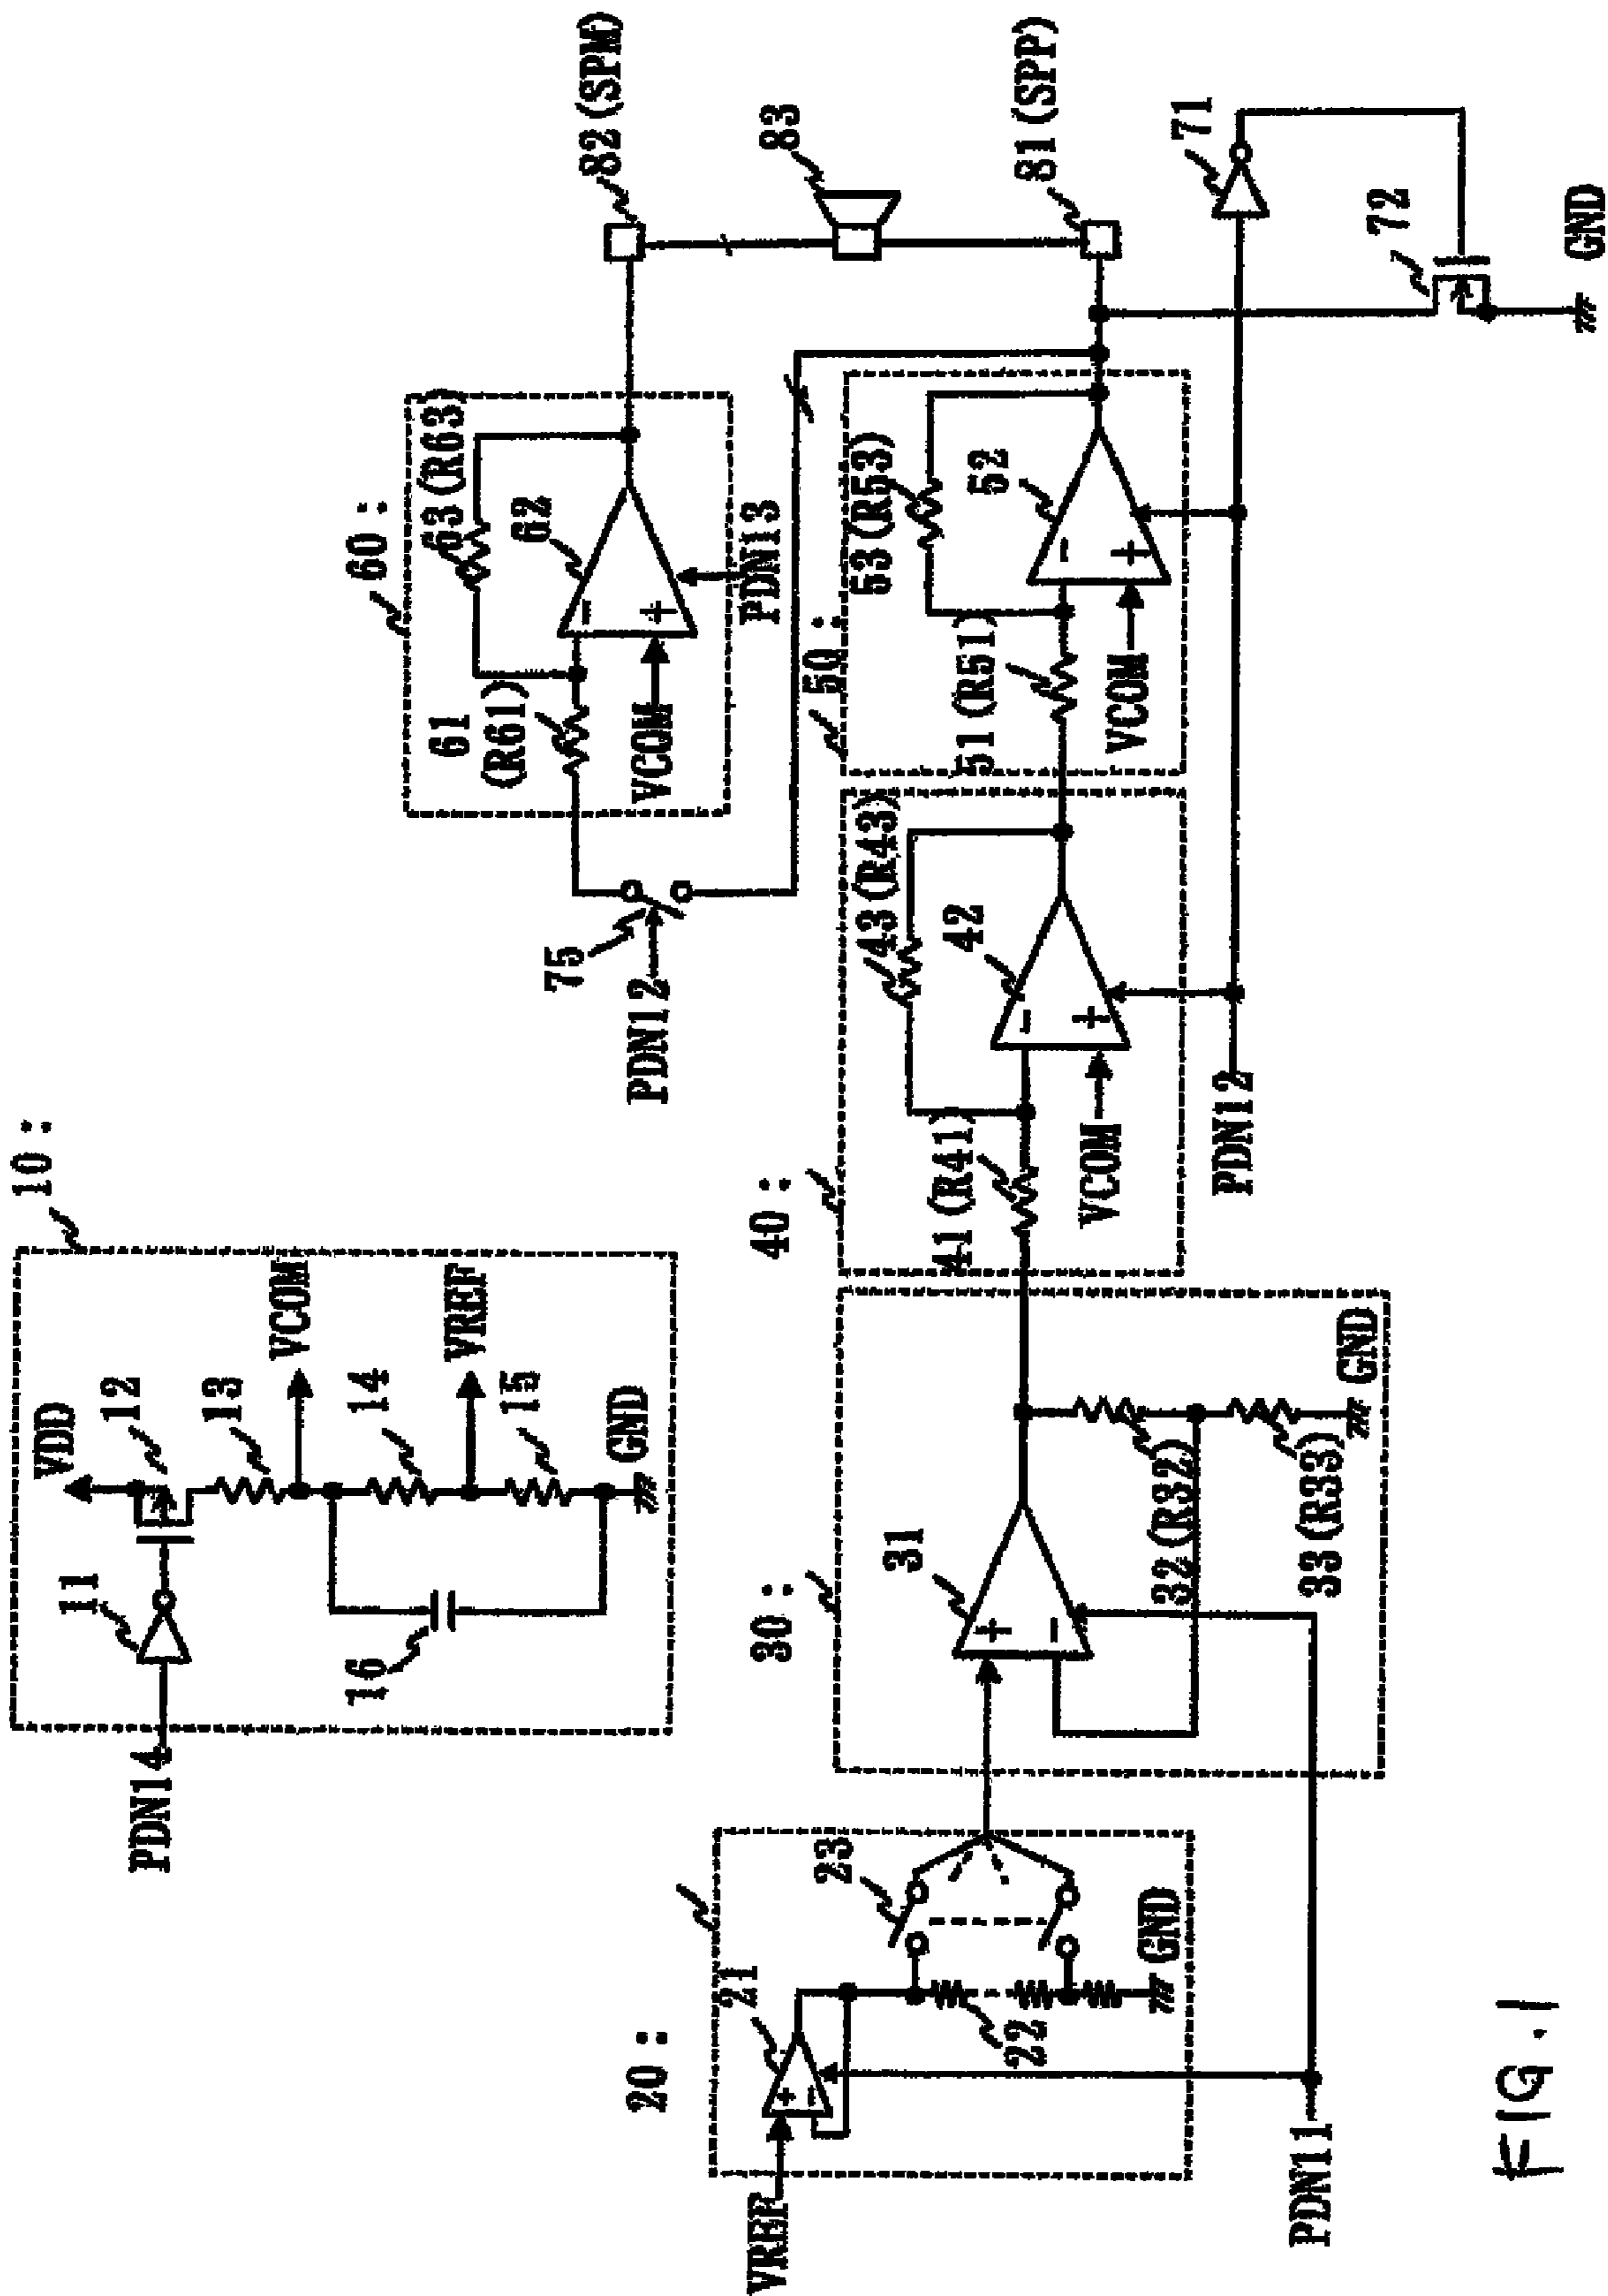 10:
PDN14
11
VDD
12
13
VCOM
14
VREF
15
16
GND
60:
61
(R61)
63(R63)
62
VCOM
PDN13
75
PDN12
82(SPM)
83
81(SPP)
20:
VREF
21
22
23
GND
PDN11
30:
31
32(R32)
33(R33)
GND
40:
41(R41)
43(R43)
42
VCOM
PDN12
50:
51(R51)
53(R53)
52
VCOM
71
72
GND
FIG.1